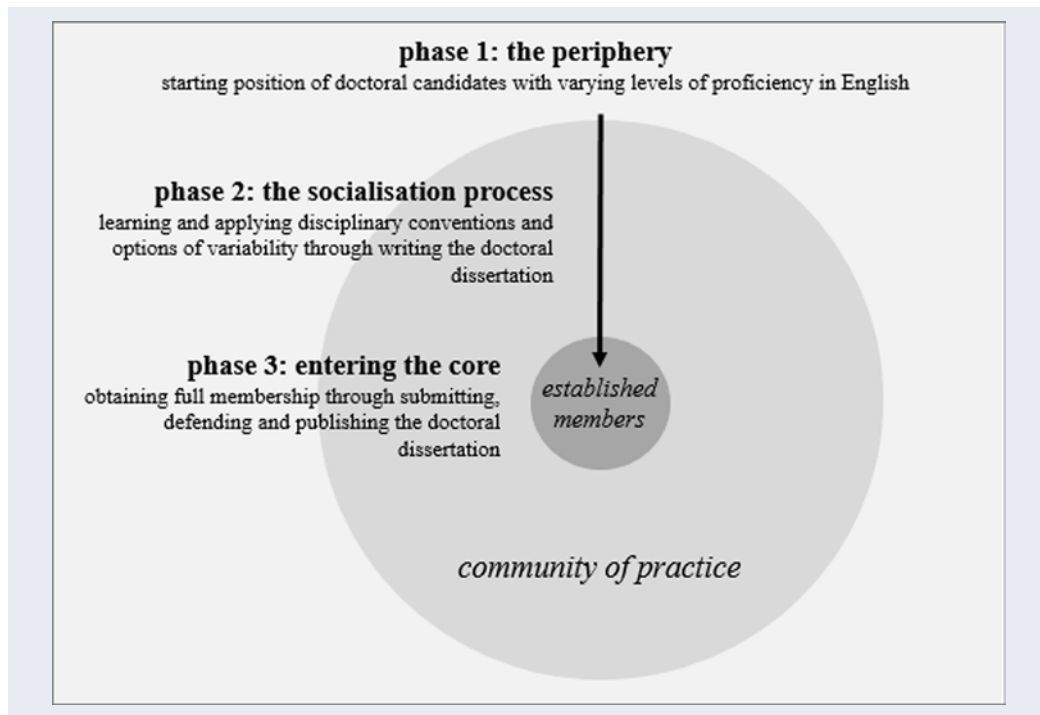 phase 1: the periphery
starting position of doctoral candidates with varying levels of proficiency in English
phase 2: the socialisation process
learning and applying disciplinary conventions and
options of variability through writing the doctoral
dissertation
phase 3: entering the core
obtaining full membership through submitting,
defending and publishing the doctoral
dissertation
established
members
community of practice